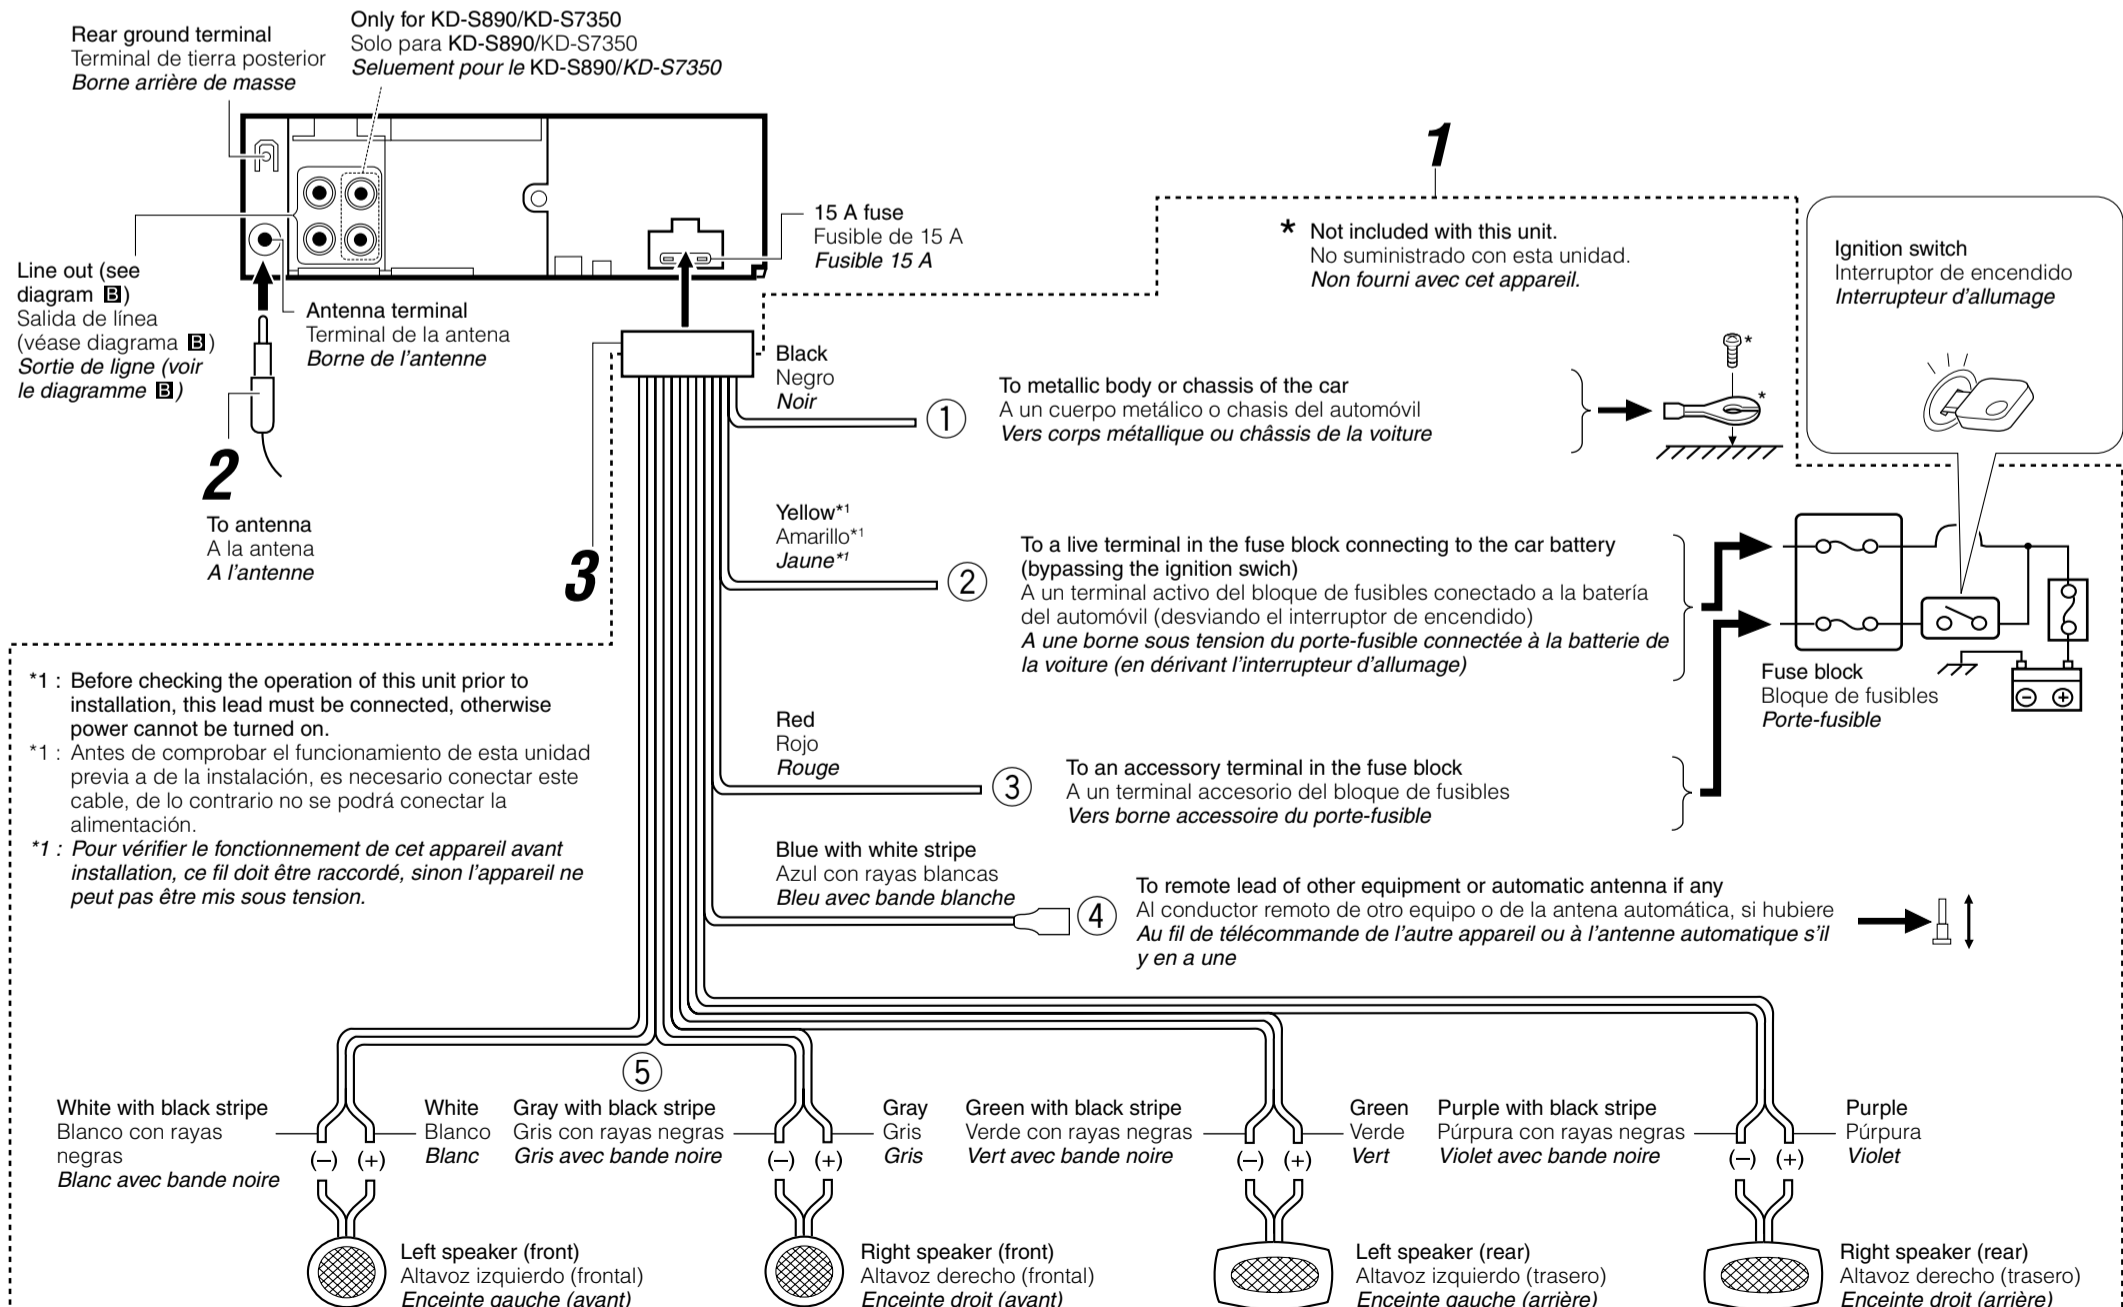 Rear ground terminal
Terminal de tierra posterior
Borne arrière de masse
Only for KD-S890/KD-S7350
Solo para KD-S890/KD-S7350
Seluement pour le KD-S890/KD-S7350
1
15 A fuse
Fusible de 15 A
Fusible 15 A
* Not included with this unit.
No suministrado con esta unidad.
Non fourni avec cet appareil.
Ignition switch
Interruptor de encendido
Interrupteur d'allumage
Line out (see
diagram B)
Salida de línea
(véase diagrama B)
Sortie de ligne (voir
le diagramme B)
Antenna terminal
Terminal de la antena
Borne de l'antenne
2
To antenna
A la antena
A l'antenne
3
Black
Negro
Noir
①
To metallic body or chassis of the car
A un cuerpo metálico o chasis del automóvil
Vers corps métallique ou châssis de la voiture
*
*
Yellow*1
Amarillo*1
Jaune*1
②
To a live terminal in the fuse block connecting to the car battery
(bypassing the ignition swich)
A un terminal activo del bloque de fusibles conectado a la batería
del automóvil (desviando el interruptor de encendido)
A une borne sous tension du porte-fusible connectée à la batterie de
la voiture (en dérivant l'interrupteur d'allumage)
Fuse block
Bloque de fusibles
Porte-fusible
− +
*1 : Before checking the operation of this unit prior to
installation, this lead must be connected, otherwise
power cannot be turned on.
*1 : Antes de comprobar el funcionamiento de esta unidad
previa a de la instalación, es necesario conectar este
cable, de lo contrario no se podrá conectar la
alimentación.
*1 : Pour vérifier le fonctionnement de cet appareil avant
installation, ce fil doit être raccordé, sinon l'appareil ne
peut pas être mis sous tension.
Red
Rojo
Rouge
③
To an accessory terminal in the fuse block
A un terminal accesorio del bloque de fusibles
Vers borne accessoire du porte-fusible
Blue with white stripe
Azul con rayas blancas
Bleu avec bande blanche
④
To remote lead of other equipment or automatic antenna if any
Al conductor remoto de otro equipo o de la antena automática, si hubiere
Au fil de télécommande de l'autre appareil ou à l'antenne automatique s'il
y en a une
⑤
White with black stripe
Blanco con rayas
negras
Blanc avec bande noire
(−) (+)
White
Blanco
Blanc
Gray with black stripe
Gris con rayas negras
Gris avec bande noire
(−) (+)
Gray
Gris
Gris
Green with black stripe
Verde con rayas negras
Vert avec bande noire
(−) (+)
Green
Verde
Vert
Purple with black stripe
Púrpura con rayas negras
Violet avec bande noire
(−) (+)
Purple
Púrpura
Violet
Left speaker (front)
Altavoz izquierdo (frontal)
Enceinte gauche (avant)
Right speaker (front)
Altavoz derecho (frontal)
Enceinte droit (avant)
Left speaker (rear)
Altavoz izquierdo (trasero)
Enceinte gauche (arrière)
Right speaker (rear)
Altavoz derecho (trasero)
Enceinte droit (arrière)